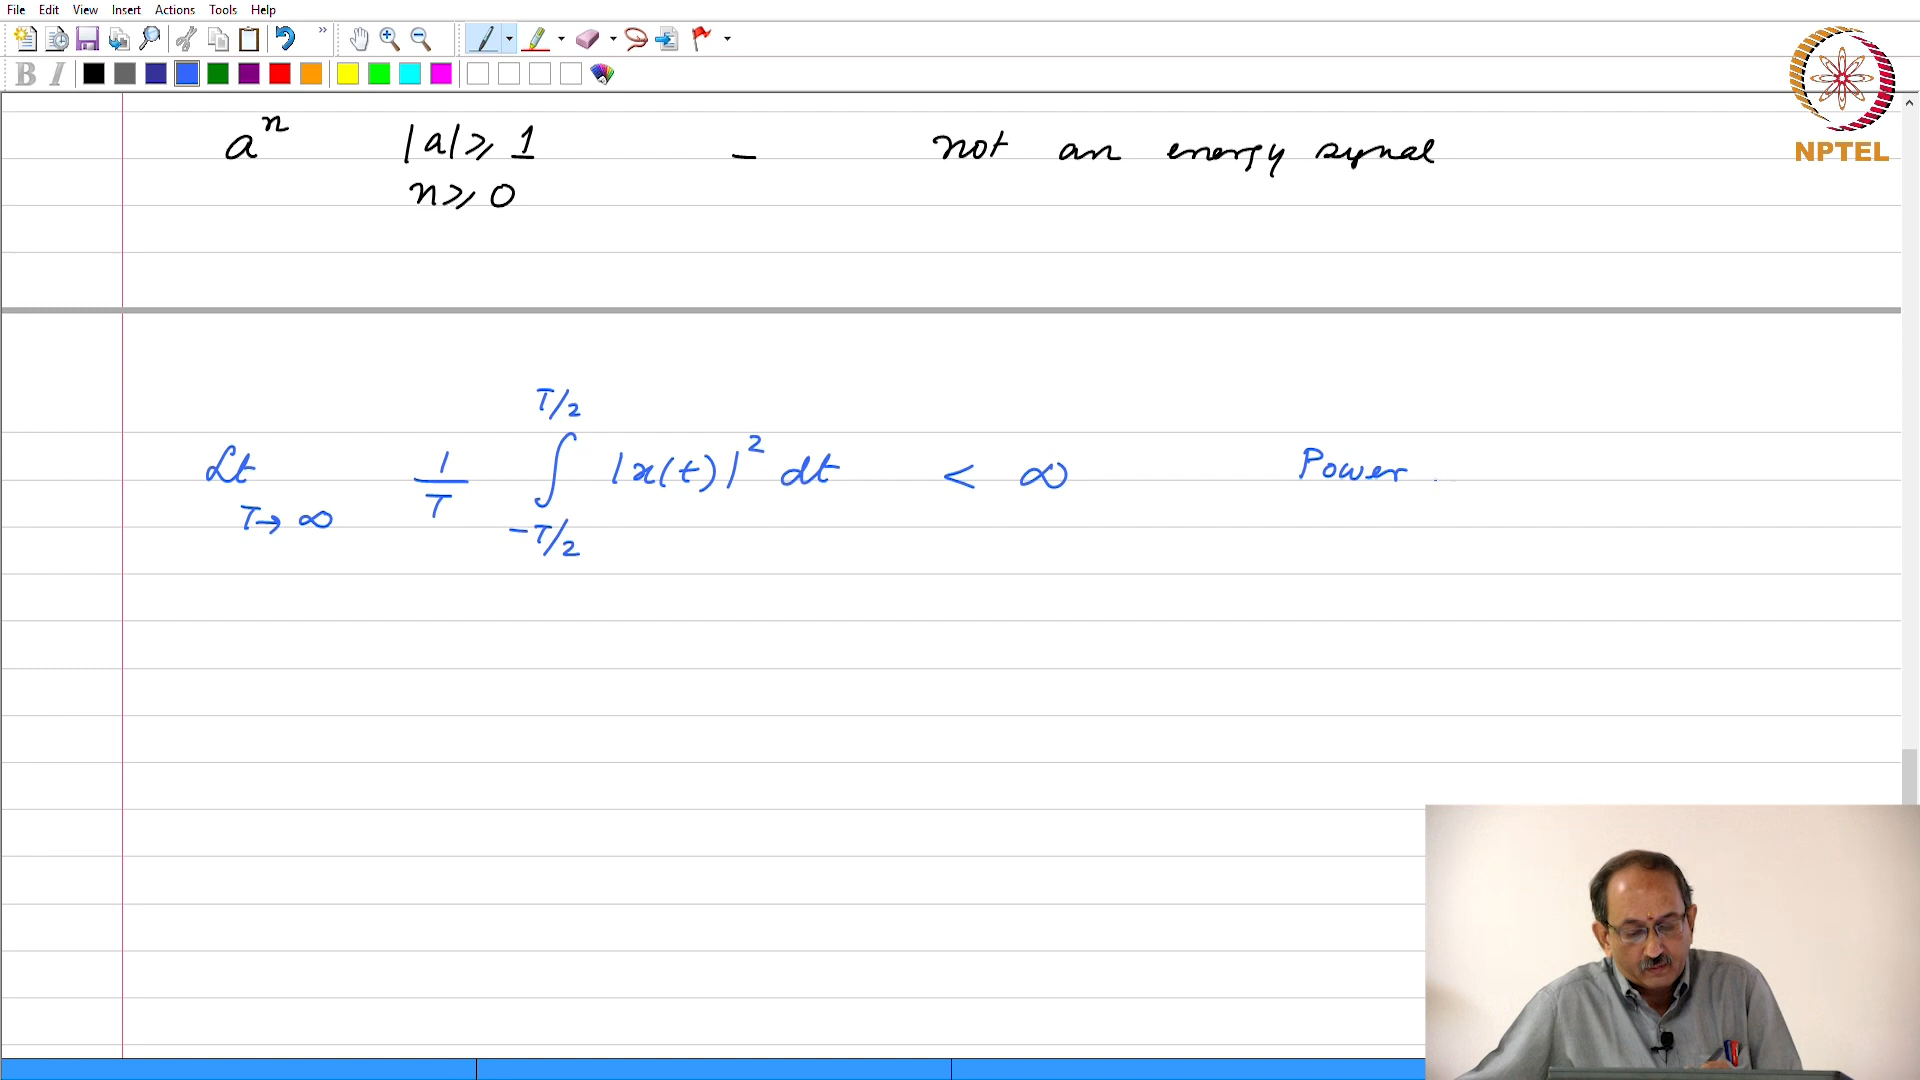 File Edit View Insert Actions Tools Help
B I
NPTEL
aⁿ |a| ⩾ 1 – not an energy signal
n ⩾ 0
T/2
Lt 1/T ∫ |x(t)|² dt < ∞ Power
T→ ∞ -T/2